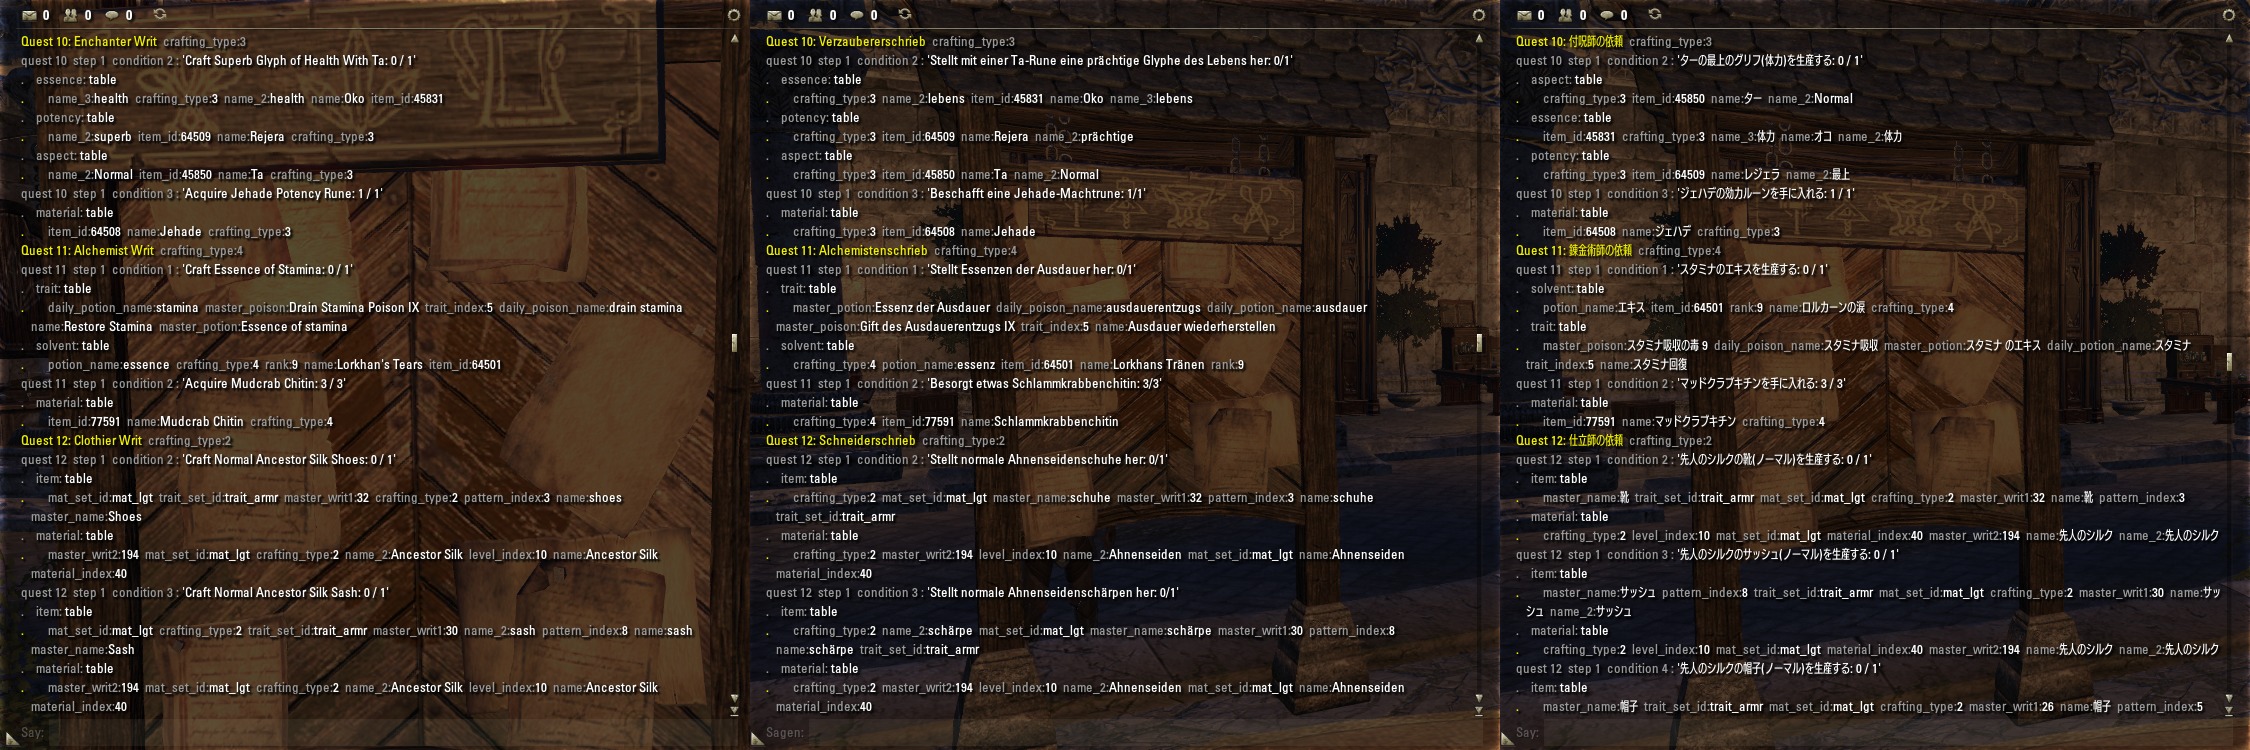 0 0 0
Quest 10: Enchanter Writ crafting_type:3
quest 10 step 1 condition 2 : 'Craft Superb Glyph of Health With Ta: 0 / 1'
. essence: table
. name_3:health crafting_type:3 name_2:health name:Oko item_id:45831
. potency: table
. name_2:superb item_id:64509 name:Rejera crafting_type:3
. aspect: table
. name_2:Normal item_id:45850 name:Ta crafting_type:3
quest 10 step 1 condition 3 : 'Acquire Jehade Potency Rune: 1 / 1'
. material: table
. item_id:64508 name:Jehade crafting_type:3
Quest 11: Alchemist Writ crafting_type:4
quest 11 step 1 condition 1 : 'Craft Essence of Stamina: 0 / 1'
. trait: table
. daily_potion_name:stamina master_poison:Drain Stamina Poison IX trait_index:5 daily_poison_name:drain stamina
name:Restore Stamina master_potion:Essence of stamina
. solvent: table
. potion_name:essence crafting_type:4 rank:9 name:Lorkhan's Tears item_id:64501
quest 11 step 1 condition 2 : 'Acquire Mudcrab Chitin: 3 / 3'
. material: table
. item_id:77591 name:Mudcrab Chitin crafting_type:4
Quest 12: Clothier Writ crafting_type:2
quest 12 step 1 condition 2 : 'Craft Normal Ancestor Silk Shoes: 0 / 1'
. item: table
. mat_set_id:mat_lgt trait_set_id:trait_armr master_writ1:32 crafting_type:2 pattern_index:3 name:shoes
master_name:Shoes
. material: table
. master_writ2:194 mat_set_id:mat_lgt crafting_type:2 name_2:Ancestor Silk level_index:10 name:Ancestor Silk
material_index:40
quest 12 step 1 condition 3 : 'Craft Normal Ancestor Silk Sash: 0 / 1'
. item: table
. mat_set_id:mat_lgt crafting_type:2 trait_set_id:trait_armr master_writ1:30 name_2:sash pattern_index:8 name:sash
master_name:Sash
. material: table
. master_writ2:194 mat_set_id:mat_lgt crafting_type:2 name_2:Ancestor Silk level_index:10 name:Ancestor Silk
material_index:40
Say:
0 0 0
Quest 10: Verzaubererschrieb crafting_type:3
quest 10 step 1 condition 2 : 'Stellt mit einer Ta-Rune eine prächtige Glyphe des Lebens her: 0/1'
. essence: table
. crafting_type:3 name_2:lebens item_id:45831 name:Oko name_3:lebens
. potency: table
. crafting_type:3 item_id:64509 name:Rejera name_2:prächtige
. aspect: table
. crafting_type:3 item_id:45850 name:Ta name_2:Normal
quest 10 step 1 condition 3 : 'Beschafft eine Jehade-Machtrune: 1/1'
. material: table
. crafting_type:3 item_id:64508 name:Jehade
Quest 11: Alchemistenschrieb crafting_type:4
quest 11 step 1 condition 1 : 'Stellt Essenzen der Ausdauer her: 0/1'
. trait: table
. master_potion:Essenz der Ausdauer daily_poison_name:ausdauerentzugs daily_potion_name:ausdauer
master_poison:Gift des Ausdauerentzugs IX trait_index:5 name:Ausdauer wiederherstellen
. solvent: table
. crafting_type:4 potion_name:essenz item_id:64501 name:Lorkhans Tränen rank:9
quest 11 step 1 condition 2 : 'Besorgt etwas Schlammkrabbenchitin: 3/3'
. material: table
. crafting_type:4 item_id:77591 name:Schlammkrabbenchitin
Quest 12: Schneiderschrieb crafting_type:2
quest 12 step 1 condition 2 : 'Stellt normale Ahnenseidenschuhe her: 0/1'
. item: table
. crafting_type:2 mat_set_id:mat_lgt master_name:schuhe master_writ1:32 pattern_index:3 name:schuhe
trait_set_id:trait_armr
. material: table
. crafting_type:2 master_writ2:194 level_index:10 name_2:Ahnenseiden mat_set_id:mat_lgt name:Ahnenseiden
material_index:40
quest 12 step 1 condition 3 : 'Stellt normale Ahnenseidenschärpen her: 0/1'
. item: table
. crafting_type:2 name_2:schärpe mat_set_id:mat_lgt master_name:schärpe master_writ1:30 pattern_index:8
name:schärpe trait_set_id:trait_armr
. material: table
. crafting_type:2 master_writ2:194 level_index:10 name_2:Ahnenseiden mat_set_id:mat_lgt name:Ahnenseiden
material_index:40
Sagen:
0 0 0
Quest 10: 付呪師の依頼 crafting_type:3
quest 10 step 1 condition 2 : 'ターの最上のグリフ(体力)を生産する: 0 / 1'
. aspect: table
. crafting_type:3 item_id:45850 name:ター name_2:Normal
. essence: table
. item_id:45831 crafting_type:3 name_3:体力 name:オコ name_2:体力
. potency: table
. crafting_type:3 item_id:64509 name:レジェラ name_2:最上
quest 10 step 1 condition 3 : 'ジェハデの効力ルーンを手に入れる: 1 / 1'
. material: table
. item_id:64508 name:ジェハデ crafting_type:3
Quest 11: 錬金術師の依頼 crafting_type:4
quest 11 step 1 condition 1 : 'スタミナのエキスを生産する: 0 / 1'
. solvent: table
. potion_name:エキス item_id:64501 rank:9 name:ロルカーンの涙 crafting_type:4
. trait: table
. master_poison:スタミナ吸収の毒 9 daily_poison_name:スタミナ吸収 master_potion:スタミナ のエキス daily_potion_name:スタミナ
trait_index:5 name:スタミナ回復
quest 11 step 1 condition 2 : 'マッドクラブキチンを手に入れる: 3 / 3'
. material: table
. item_id:77591 name:マッドクラブキチン crafting_type:4
Quest 12: 仕立師の依頼 crafting_type:2
quest 12 step 1 condition 2 : '先人のシルクの靴(ノーマル)を生産する: 0 / 1'
. item: table
. master_name:靴 trait_set_id:trait_armr mat_set_id:mat_lgt crafting_type:2 master_writ1:32 name:靴 pattern_index:3
. material: table
. crafting_type:2 level_index:10 mat_set_id:mat_lgt material_index:40 master_writ2:194 name:先人のシルク name_2:先人のシルク
quest 12 step 1 condition 3 : '先人のシルクのサッシュ(ノーマル)を生産する: 0 / 1'
. item: table
. master_name:サッシュ pattern_index:8 trait_set_id:trait_armr mat_set_id:mat_lgt crafting_type:2 master_writ1:30 name:サッ
シュ name_2:サッシュ
. material: table
. crafting_type:2 level_index:10 mat_set_id:mat_lgt material_index:40 master_writ2:194 name:先人のシルク name_2:先人のシルク
quest 12 step 1 condition 4 : '先人のシルクの帽子(ノーマル)を生産する: 0 / 1'
. item: table
. master_name:帽子 trait_set_id:trait_armr mat_set_id:mat_lgt crafting_type:2 master_writ1:26 name:帽子 pattern_index:5
Say: